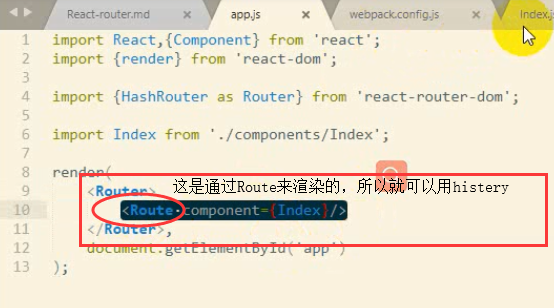 React-router.md app.js webpack.config.js index.js
1 import React,{Component} from 'react';
2 import {render} from 'react-dom';
3
4 import {HashRouter as Router} from 'react-router-dom';
5
6 import Index from './components/Index';
7
8 render(
这是通过Route来渲染的，所以就可以用histery
9 <Router>
10 <Route component={Index}/>
11 </Router>,
12 document.getElementById('app')
13 );